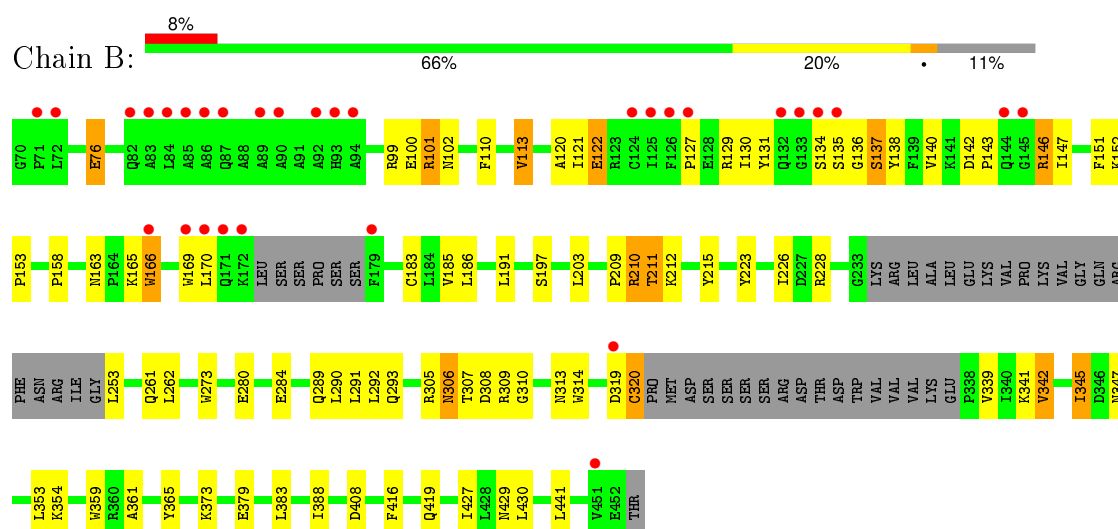 8%
Chain B:
66% 20% • 11%
G70 P71 L72 E76 Q82 A83 L84 A85 A86 Q87 A88 A89 A90 A91 A92 H93 A94 R99 E100 R101 N102 F110 V113 A120 I121 E122 R123 C124 I125 F126 P127 E128 R129 I130 Y131 Q132 G133 S134 S135 G136 S137 Y138 F139 V140 K141 D142 P143 Q144 G145 R146 I147 F151 K152
P153 P158 N163 P164 K165 W166 W169 L170 Q171 K172 LEU SER SER PRO SER SER F179 C183 L184 V185 L186 L191 S197 L203 P209 R210 T211 K212 Y215 Y223 I226 D227 R228 G233 LYS ARG LEU ALA LEU GLU LYS VAL PRO LYS VAL GLY GLN ARG
PHE ASN ARG ILE GLY L253 Q261 L262 W273 E280 E284 Q289 L290 L291 L292 Q293 R305 N306 T307 D308 R309 G310 N313 W314 D319 C320 PRO MET ASP SER SER SER SER ARG ASP THR ASP TRP VAL VAL VAL LYS GLU P338 V339 I340 K341 V342 I345 D346 N347
L353 K354 W359 R360 A361 Y365 K373 E379 L383 I388 D408 F416 Q419 I427 L428 N429 L430 L441 V451 E452 THR